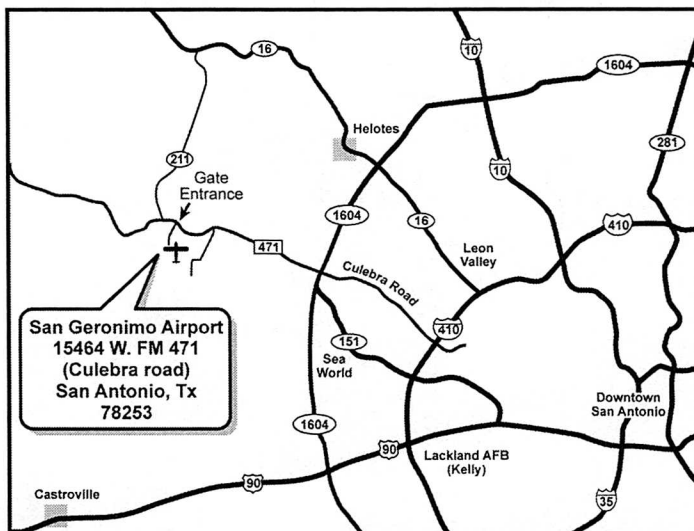 16
10
1604
281
Helotes
211
Gate
Entrance
10
1604
16
410
471
Leon
Valley
Culebra Road
San Geronimo Airport
15464 W. FM 471
(Culebra road)
San Antonio, Tx
78253
151
410
Sea
World
Downtown
San Antonio
1604
90
Lackland AFB
(Kelly)
90
35
Castroville